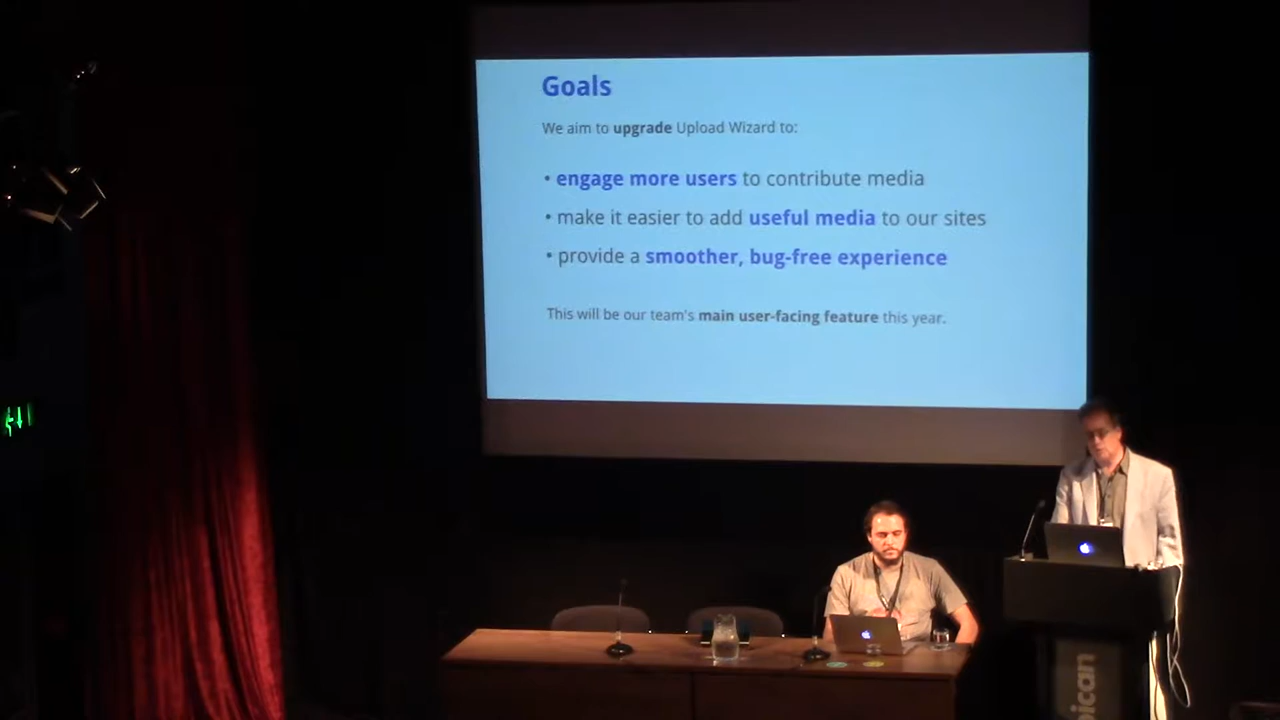 Goals
We aim to upgrade Upload Wizard to:
• engage more users to contribute media
• make it easier to add useful media to our sites
• provide a smoother, bug-free experience
This will be our team's main user-facing feature this year.
bican